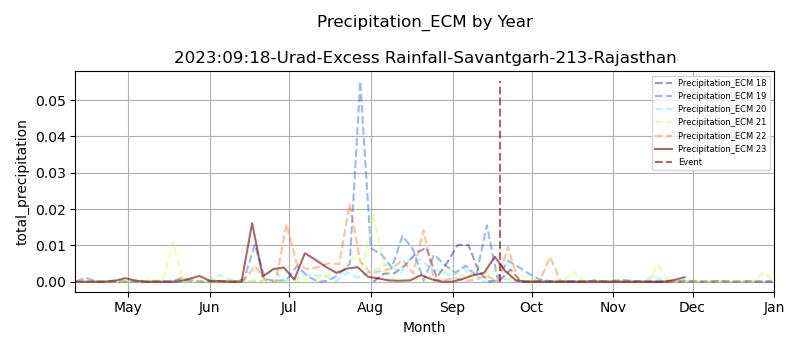 Precipitation_ECM by Year
2023:09:18-Urad-Excess Rainfall-Savantgarh-213-Rajasthan
Precipitation_ECM 18
Precipitation_ECM 19
Precipitation_ECM 20
Precipitation_ECM 21
Precipitation_ECM 22
Precipitation_ECM 23
Event
total_precipitation
0.05
0.04
0.03
0.02
0.01
0.00
May Jun Jul Aug Sep Oct Nov Dec Jan
Month